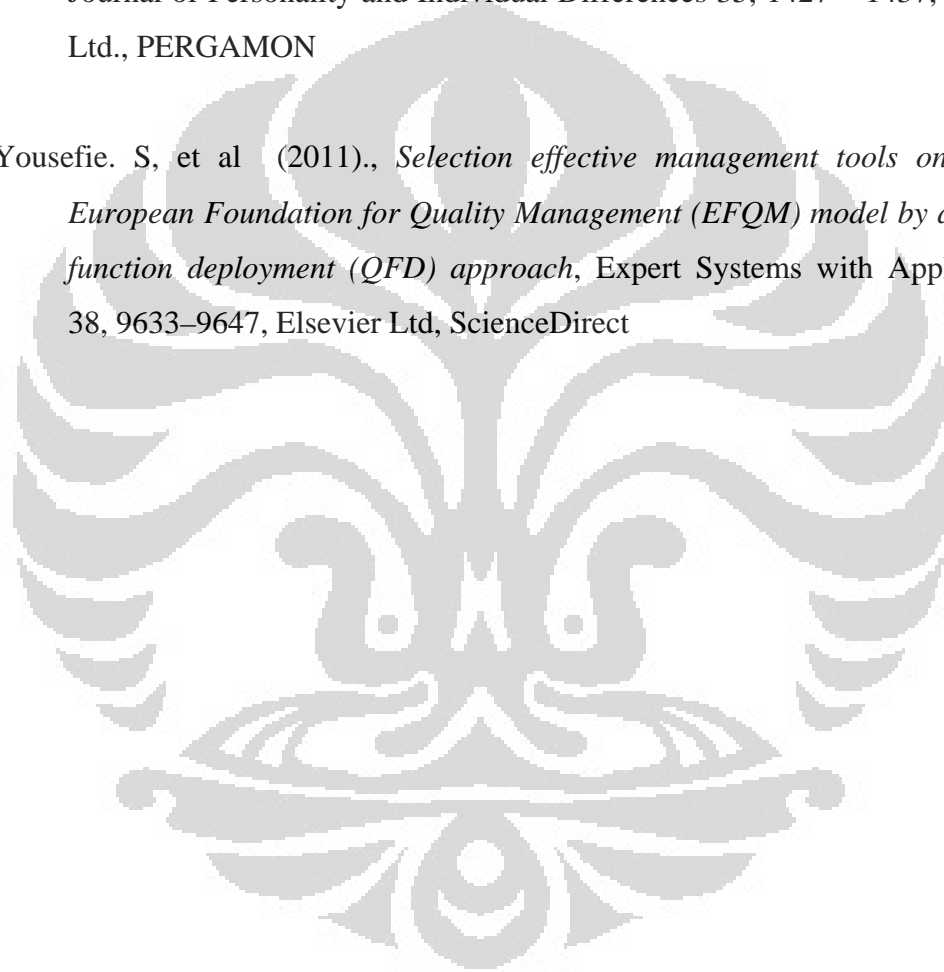 Journal of Personality and Individual Differences 35, 1427 – 1437,
Ltd., PERGAMON
Yousefie. S, et al (2011)., Selection effective management tools on
European Foundation for Quality Management (EFQM) model by
function deployment (QFD) approach, Expert Systems with
38, 9633–9647, Elsevier Ltd, ScienceDirect